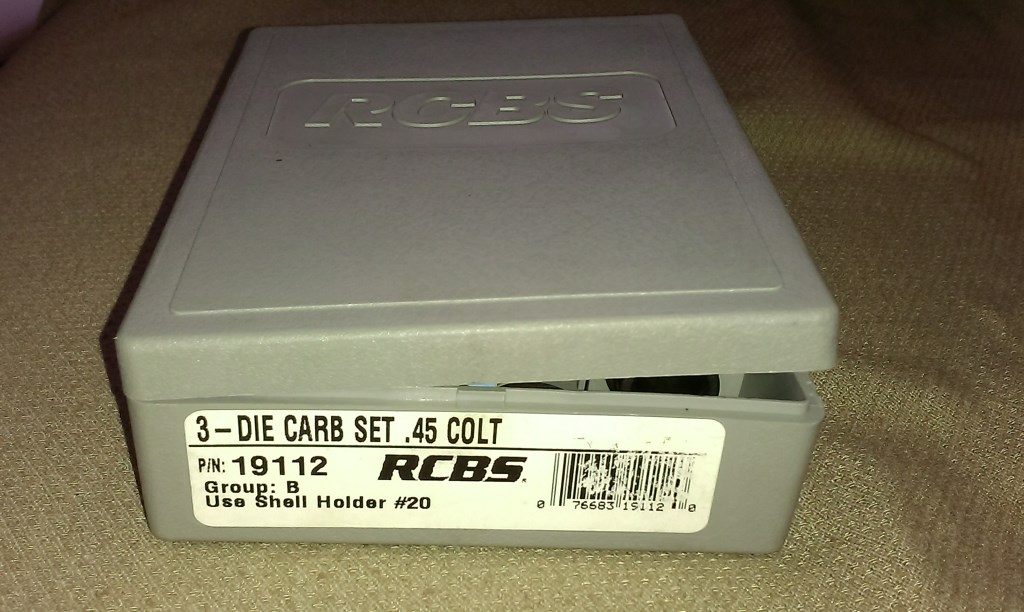 RCBS
3-DIE CARB SET .45 COLT
P/N: 19112
RCBS.
Group: B
Use Shell Holder #20
0 76683 19112 0